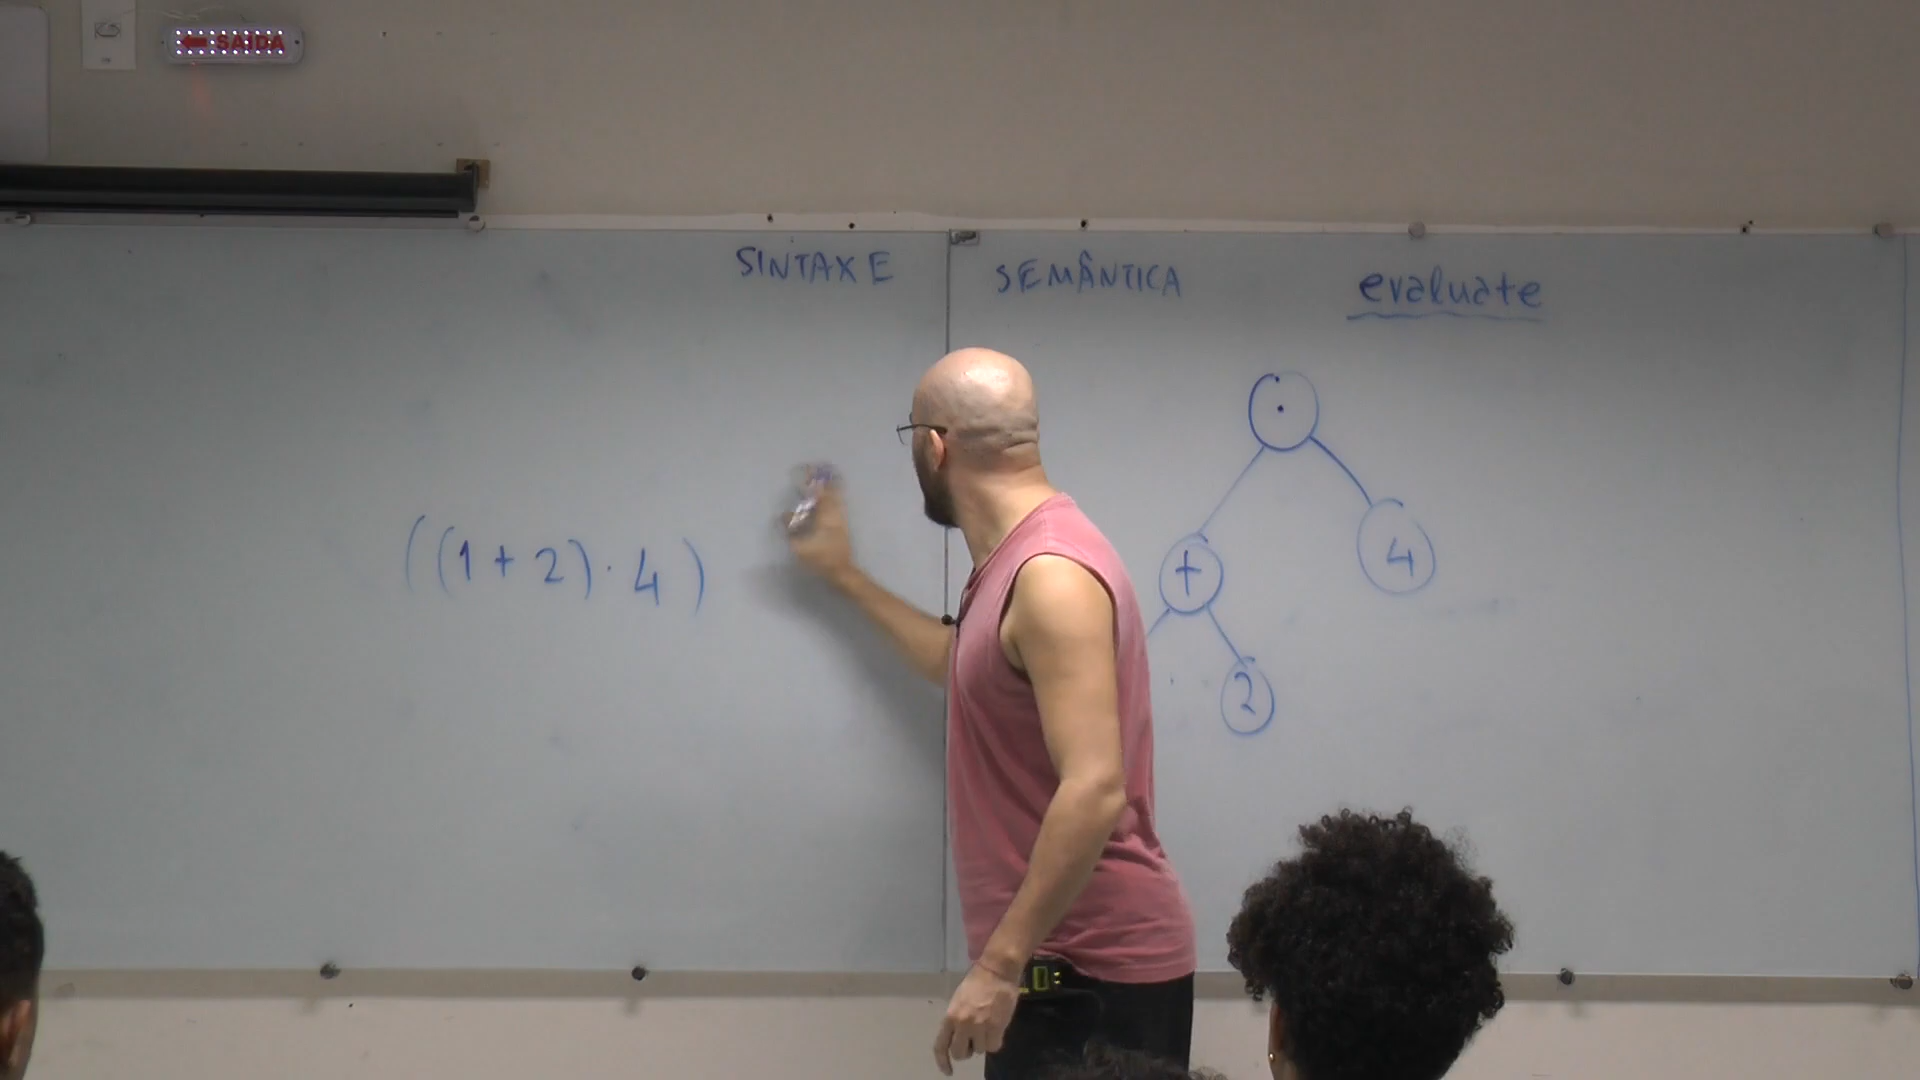 SAÍDA
SINTAXE
SEMÂNTICA
evaluate
((1+2)·4)
·
+
4
2